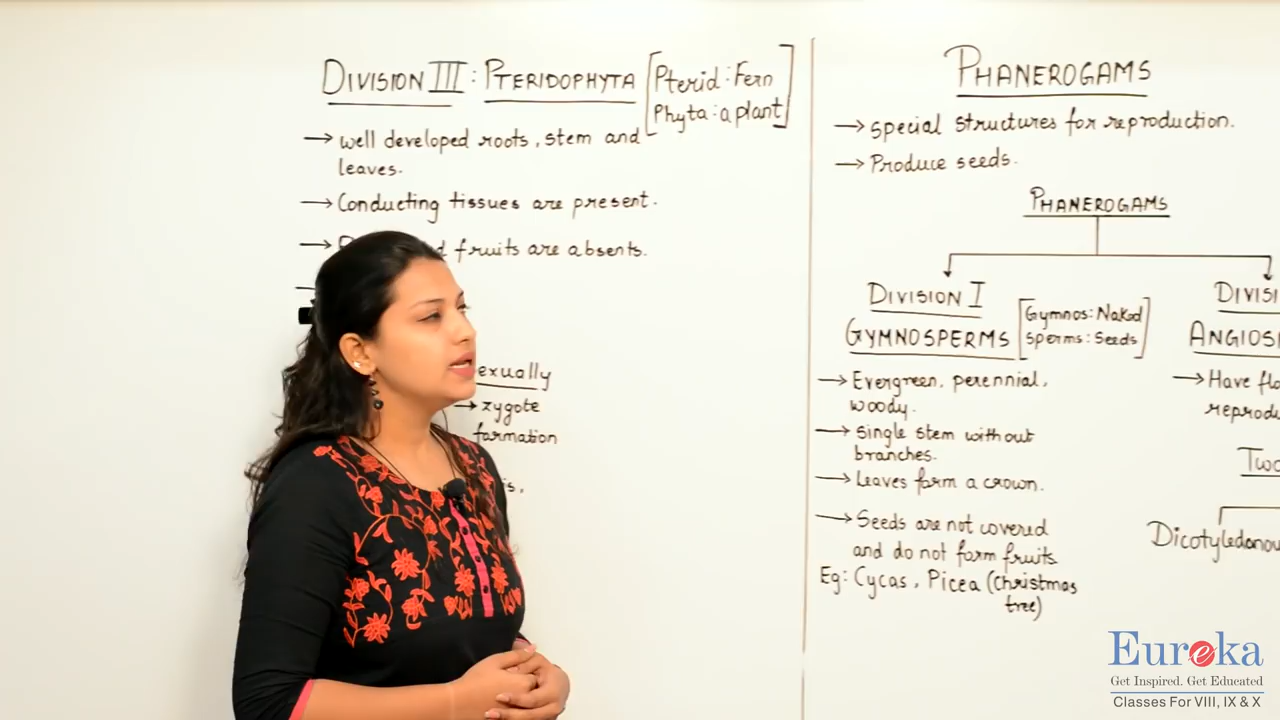 DIVISION III : PTERIDOPHYTA [Pterid : Fern
Phyta : a plant]
→ well developed roots, stem and
leaves.
→ Conducting tissues are present.
→ fruits are absents.
exually
→ zygote
formation
PHANEROGAMS
→ special structures for reproduction.
→ Produce seeds.
PHANEROGAMS
DIVISION I
GYMNOSPERMS [Gymnos: Naked
sperms : Seeds]
→ Evergreen, perennial,
woody.
→ single stem without
branches.
→ Leaves form a crown.
→ Seeds are not covered
and do not form fruits
Eg: Cycas, Picea (Christmas
tree)
DIVISI
ANGIOS
→ Have flo
reprodu
Two
Dicotyledonou
Eureka
Get Inspired. Get Educated
Classes For VIII, IX & X